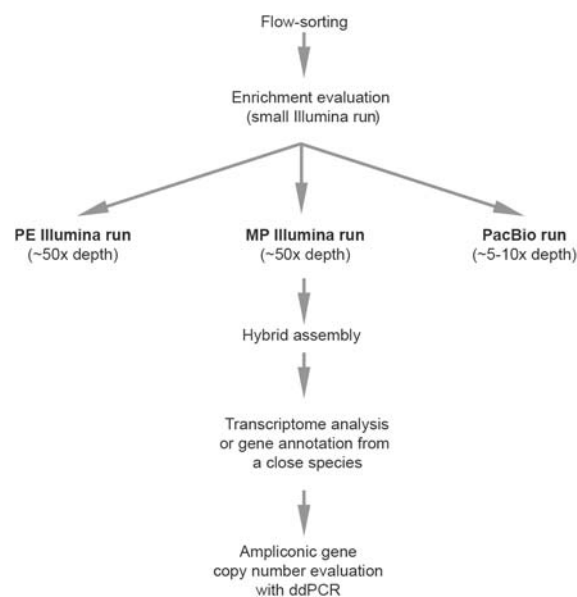 Flow-sorting
Enrichment evaluation
(small Illumina run)
PE Illumina run
(~50x depth)
MP Illumina run
(~50x depth)
PacBio run
(~5-10x depth)
Hybrid assembly
Transcriptome analysis
or gene annotation from
a close species
Ampliconic gene
copy number evaluation
with ddPCR